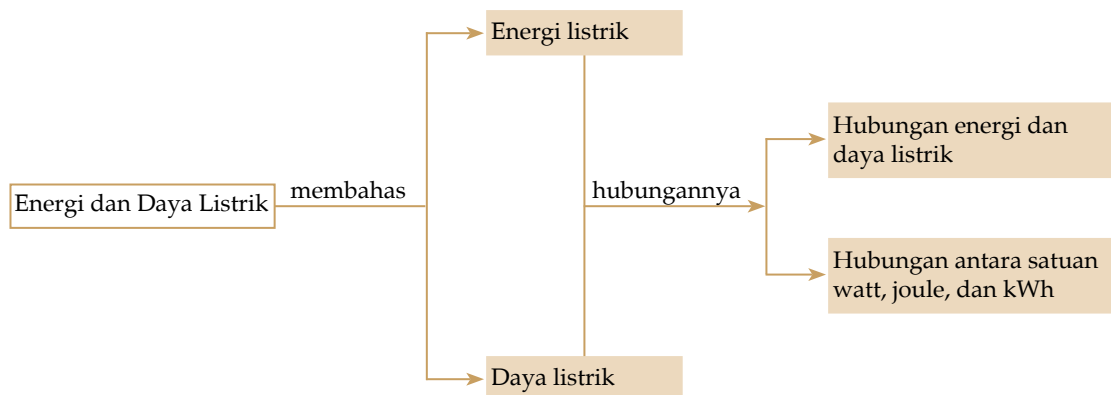 Energi dan Daya Listrik
membahas
Energi listrik
Daya listrik
hubungannya
Hubungan energi dan
daya listrik
Hubungan antara satuan
watt, joule, dan kWh